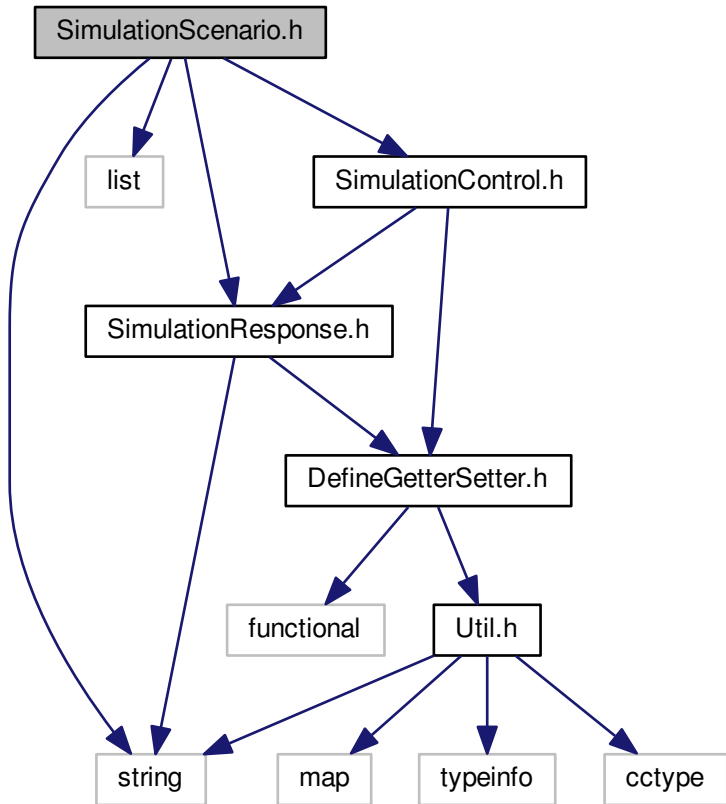 SimulationScenario.h
list
SimulationControl.h
SimulationResponse.h
DefineGetterSetter.h
functional
Util.h
string
map
typeinfo
cctype